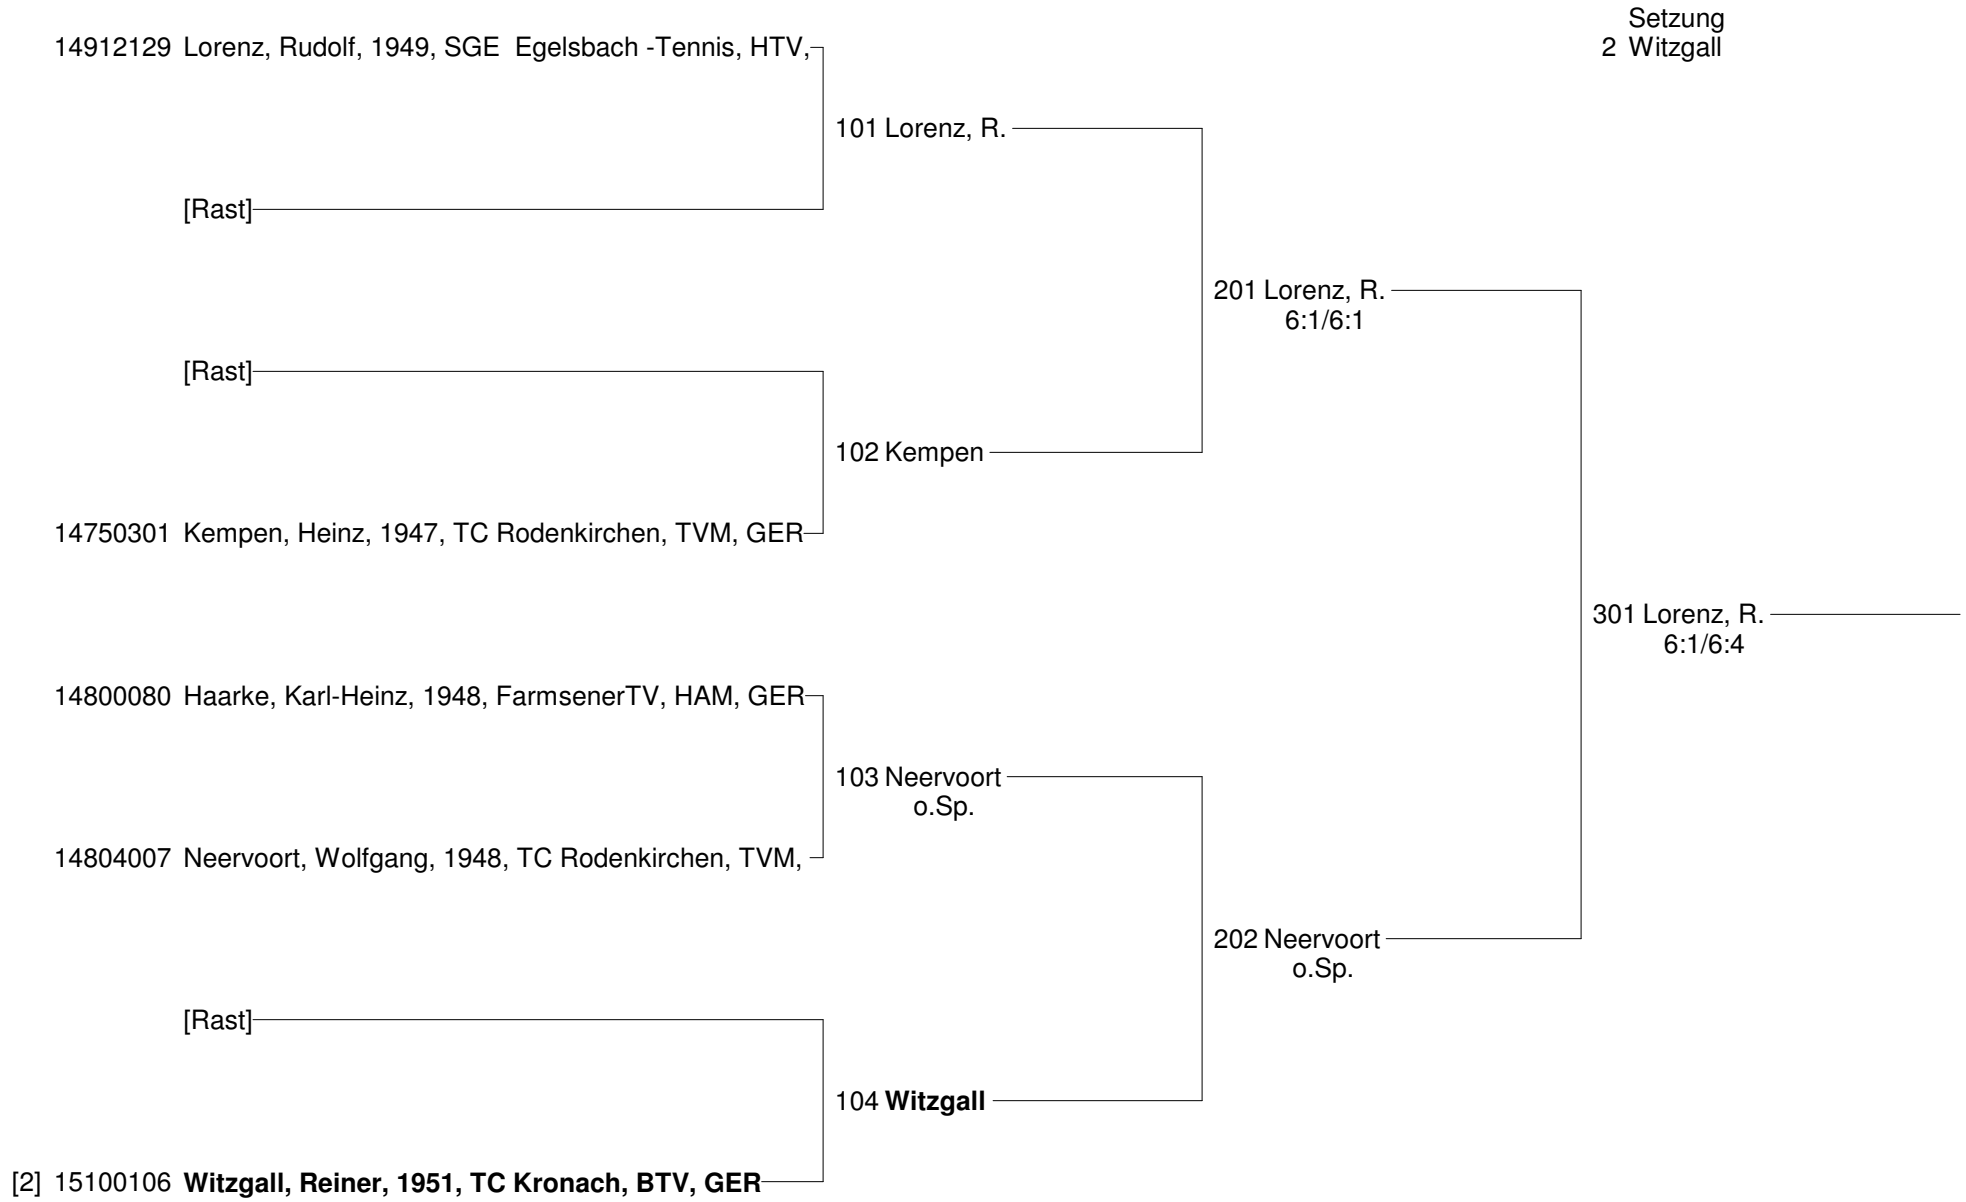 Setzung
2 Witzgall
14912129 Lorenz, Rudolf, 1949, SGE  Egelsbach -Tennis, HTV,
101 Lorenz, R.
[Rast]
201 Lorenz, R.
6:1/6:1
[Rast]
102 Kempen
14750301 Kempen, Heinz, 1947, TC Rodenkirchen, TVM, GER
301 Lorenz, R.
6:1/6:4
14800080 Haarke, Karl-Heinz, 1948, FarmsenerTV, HAM, GER
103 Neervoort
o.Sp.
14804007 Neervoort, Wolfgang, 1948, TC Rodenkirchen, TVM,
202 Neervoort
o.Sp.
[Rast]
104 Witzgall
[2] 15100106 Witzgall, Reiner, 1951, TC Kronach, BTV, GER